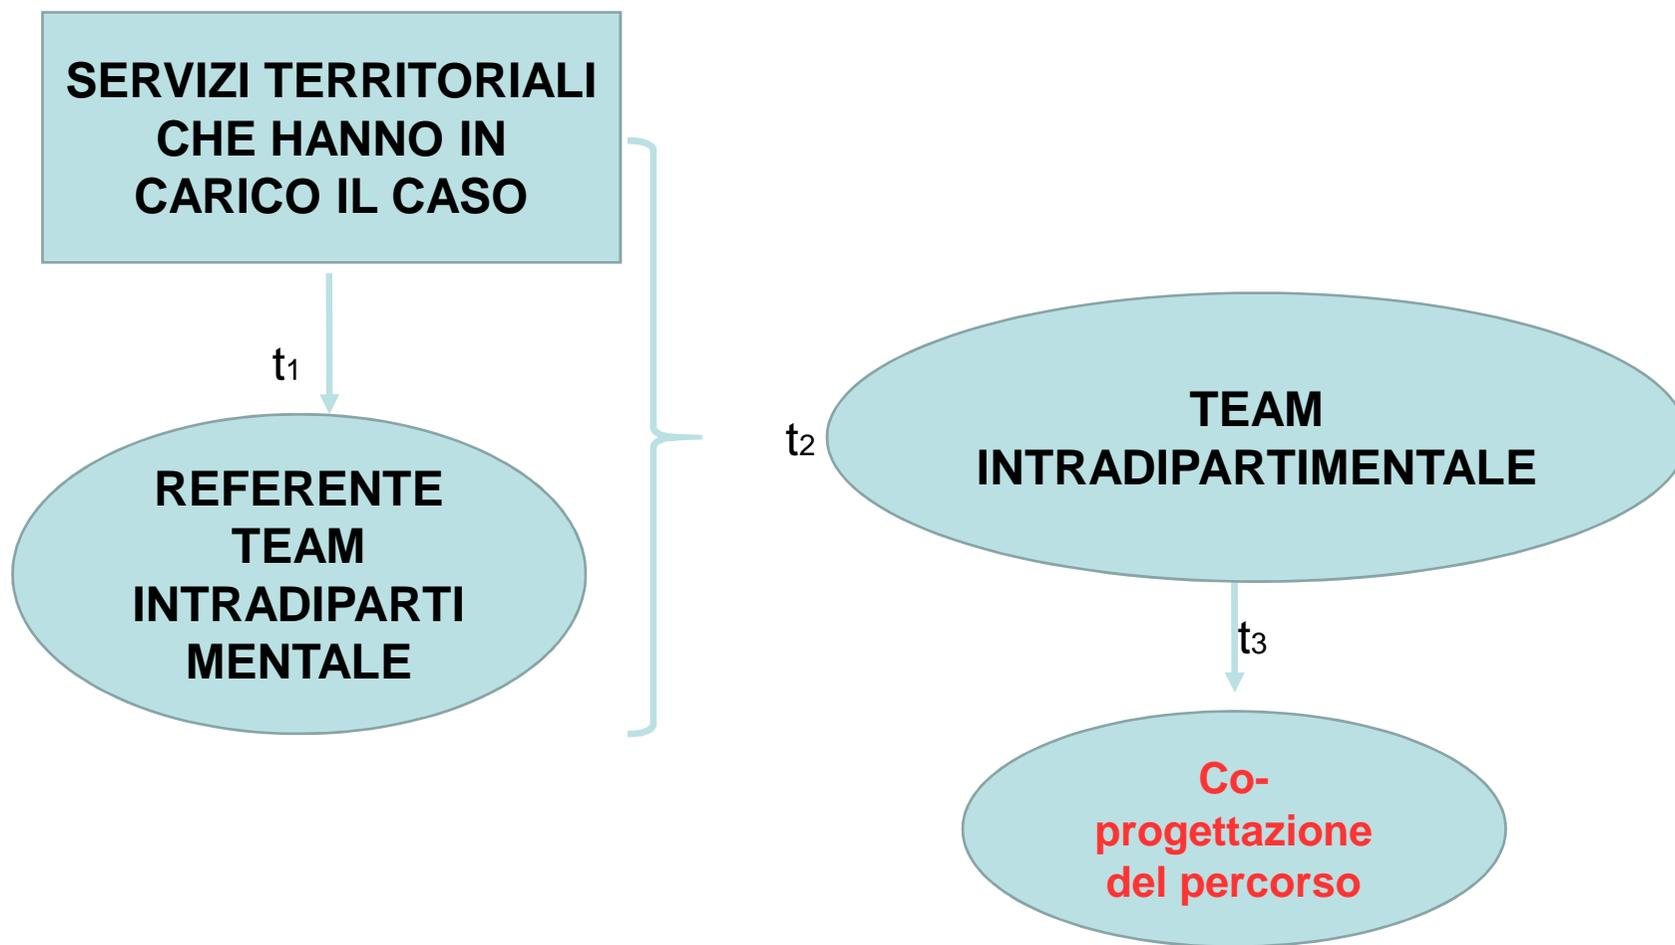 SERVIZI TERRITORIALI
CHE HANNO IN
CARICO IL CASO
t1
REFERENTE
TEAM
INTRADIPARTI
MENTALE
t2
TEAM
INTRADIPARTIMENTALE
t3
Co-
progettazione
del percorso